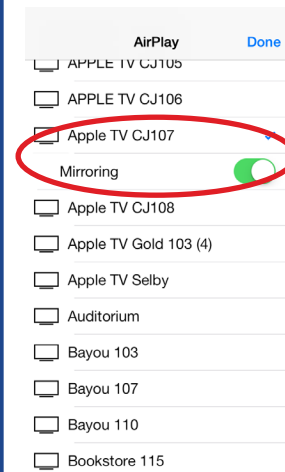 AirPlay Done
APPLE TV CJ105
APPLE TV CJ106
Apple TV CJ107
Mirroring
Apple TV CJ108
Apple TV Gold 103 (4)
Apple TV Selby
Auditorium
Bayou 103
Bayou 107
Bayou 110
Bookstore 115